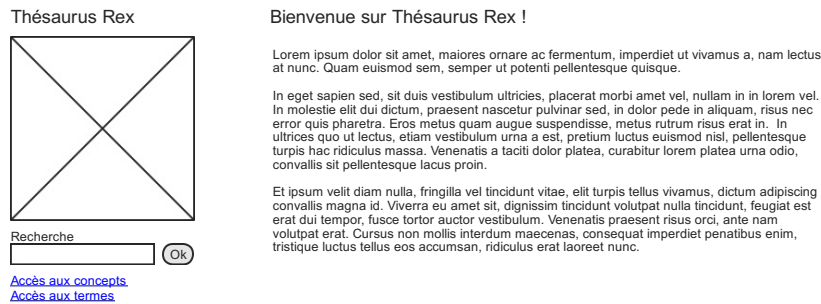 Thésaurus Rex
Recherche
Ok
Accès aux concepts
Accès aux termes
Bienvenue sur Thésaurus Rex !
Lorem ipsum dolor sit amet, maiores ornare ac fermentum, imperdiet ut vivamus a, nam lectus
at nunc. Quam euismod sem, semper ut potenti pellentesque quisque.
In eget sapien sed, sit duis vestibulum ultricies, placerat morbi amet vel, nullam in in lorem vel.
In molestie elit dui dictum, praesent nascetur pulvinar sed, in dolor pede in aliquam, risus nec
error quis pharetra. Eros metus quam augue suspendisse, metus rutrum risus erat in. In
ultrices quo ut lectus, etiam vestibulum urna a est, pretium luctus euismod nisl, pellentesque
turpis hac ridiculus massa. Venenatis a taciti dolor platea, curabitur lorem platea urna odio,
convallis sit pellentesque lacus proin.
Et ipsum velit diam nulla, fringilla vel tincidunt vitae, elit turpis tellus vivamus, dictum adipiscing
convallis magna id. Viverra eu amet sit, dignissim tincidunt volutpat nulla tincidunt, feugiat est
erat dui tempor, fusce tortor auctor vestibulum. Venenatis praesent risus orci, ante nam
volutpat erat. Cursus non mollis interdum maecenas, consequat imperdiet penatibus enim,
tristique luctus tellus eos accumsan, ridiculus erat laoreet nunc.